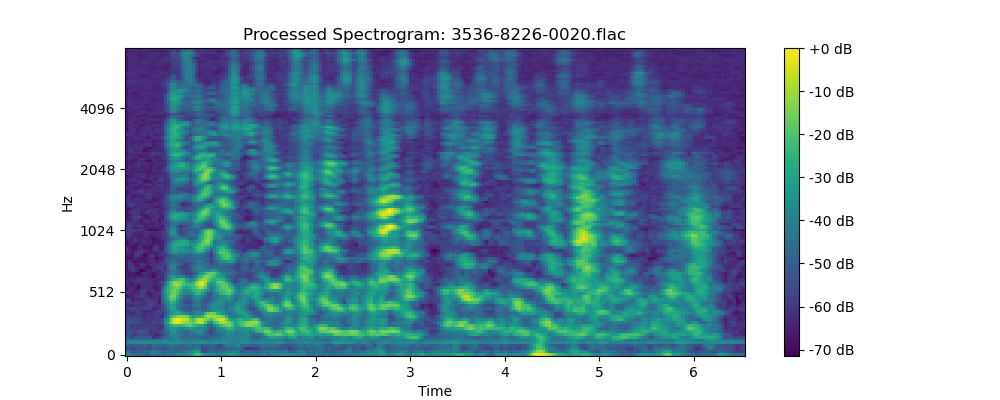 Processed Spectrogram: 3536-8226-0020.flac
Hz
4096
2048
1024
512
0
0 1 2 3 4 5 6
Time
+0 dB
-10 dB
-20 dB
-30 dB
-40 dB
-50 dB
-60 dB
-70 dB